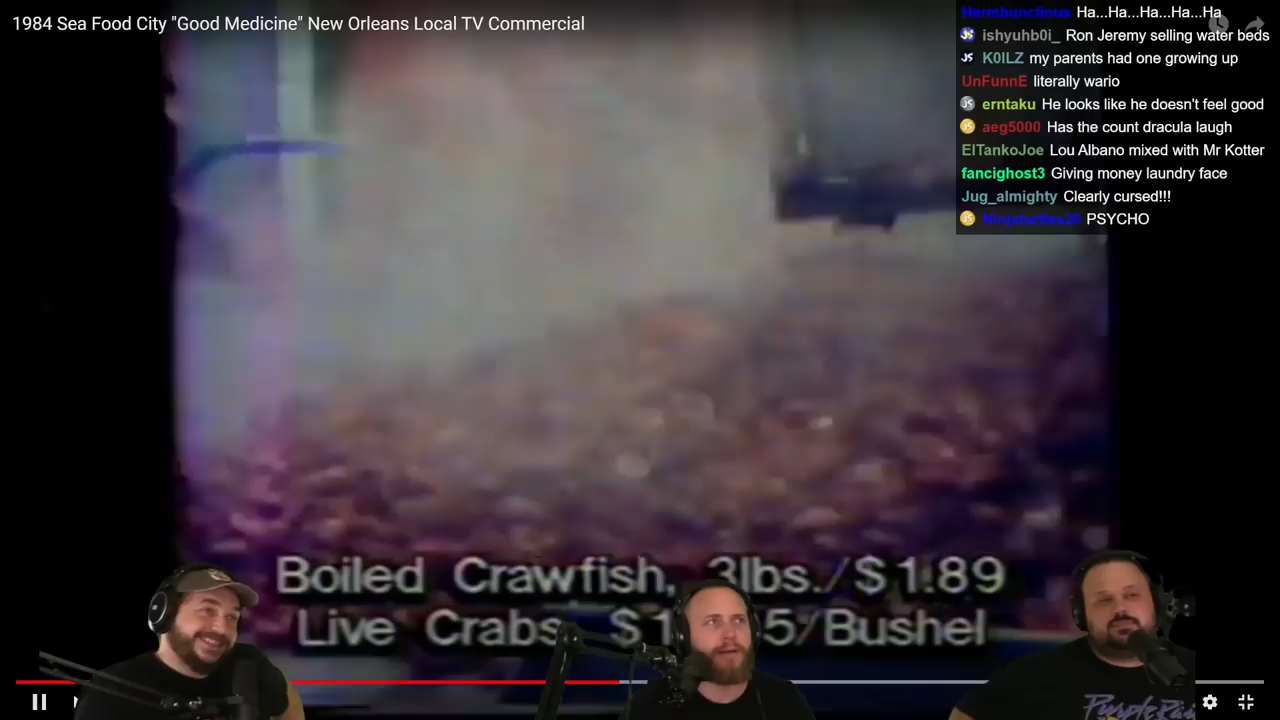 1984 Sea Food City "Good Medicine" New Orleans Local TV Commercial
Hermbunctious Ha...Ha...Ha...Ha...Ha
ishyuhb0i_ Ron Jeremy selling water beds
K0ILZ my parents had one growing up
UnFunnE literally wario
erntaku He looks like he doesn't feel good
aeg5000 Has the count dracula laugh
ElTankoJoe Lou Albano mixed with Mr Kotter
fancighost3 Giving money laundry face
Jug_almighty Clearly cursed!!!
Ninjaturtles20 PSYCHO
Boiled Crawfish, 3lbs./$1.89
Live Crabs, $1 5/Bushel